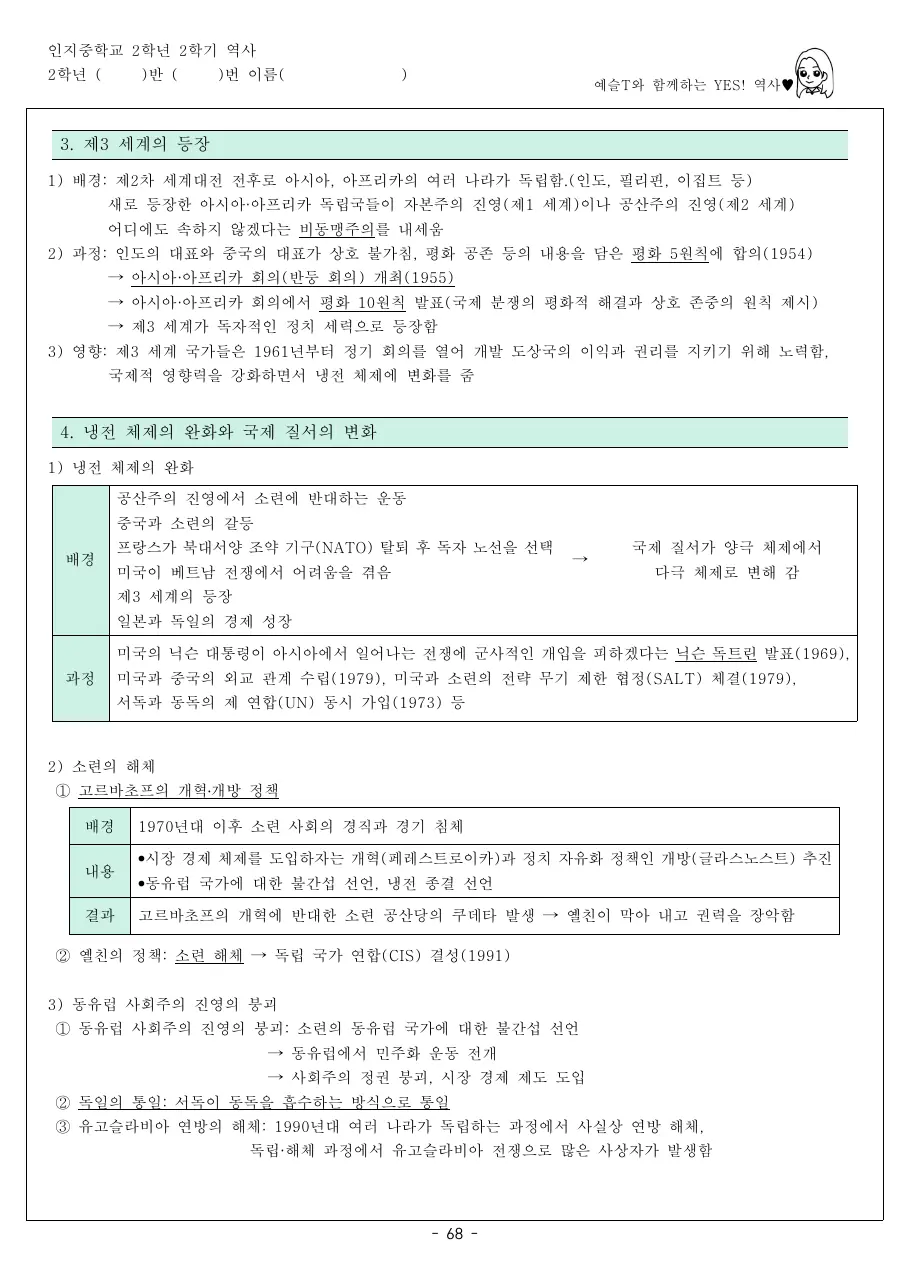 인지중학교 2학년 2학기 역사
2학년 (      )반 (      )번 이름(                  )
예슬T와 함께하는 YES! 역사♥
3. 제3 세계의 등장
1) 배경: 제2차 세계대전 전후로 아시아, 아프리카의 여러 나라가 독립함.(인도, 필리핀, 이집트 등)
새로 등장한 아시아·아프리카 독립국들이 자본주의 진영(제1 세계)이나 공산주의 진영(제2 세계)
어디에도 속하지 않겠다는 비동맹주의를 내세움
2) 과정: 인도의 대표와 중국의 대표가 상호 불가침, 평화 공존 등의 내용을 담은 평화 5원칙에 합의(1954)
→ 아시아·아프리카 회의(반둥 회의) 개최(1955)
→ 아시아·아프리카 회의에서 평화 10원칙 발표(국제 분쟁의 평화적 해결과 상호 존중의 원칙 제시)
→ 제3 세계가 독자적인 정치 세력으로 등장함
3) 영향: 제3 세계 국가들은 1961년부터 정기 회의를 열어 개발 도상국의 이익과 권리를 지키기 위해 노력함,
국제적 영향력을 강화하면서 냉전 체제에 변화를 줌
4. 냉전 체제의 완화와 국제 질서의 변화
1) 냉전 체제의 완화
배경
공산주의 진영에서 소련에 반대하는 운동
중국과 소련의 갈등
프랑스가 북대서양 조약 기구(NATO) 탈퇴 후 독자 노선을 선택
미국이 베트남 전쟁에서 어려움을 겪음
제3 세계의 등장
일본과 독일의 경제 성장
→
국제 질서가 양극 체제에서
다극 체제로 변해 감
과정
미국의 닉슨 대통령이 아시아에서 일어나는 전쟁에 군사적인 개입을 피하겠다는 닉슨 독트린 발표(1969),
미국과 중국의 외교 관계 수립(1979), 미국과 소련의 전략 무기 제한 협정(SALT) 체결(1979),
서독과 동독의 제 연합(UN) 동시 가입(1973) 등
2) 소련의 해체
① 고르바초프의 개혁·개방 정책
배경
1970년대 이후 소련 사회의 경직과 경기 침체
내용
●시장 경제 체제를 도입하자는 개혁(페레스트로이카)과 정치 자유화 정책인 개방(글라스노스트) 추진
●동유럽 국가에 대한 불간섭 선언, 냉전 종결 선언
결과
고르바초프의 개혁에 반대한 소련 공산당의 쿠데타 발생 → 옐친이 막아 내고 권력을 장악함
② 옐친의 정책: 소련 해체 → 독립 국가 연합(CIS) 결성(1991)
3) 동유럽 사회주의 진영의 붕괴
① 동유럽 사회주의 진영의 붕괴: 소련의 동유럽 국가에 대한 불간섭 선언
→ 동유럽에서 민주화 운동 전개
→ 사회주의 정권 붕괴, 시장 경제 제도 도입
② 독일의 통일: 서독이 동독을 흡수하는 방식으로 통일
③ 유고슬라비아 연방의 해체: 1990년대 여러 나라가 독립하는 과정에서 사실상 연방 해체,
독립·해체 과정에서 유고슬라비아 전쟁으로 많은 사상자가 발생함
- 68 -